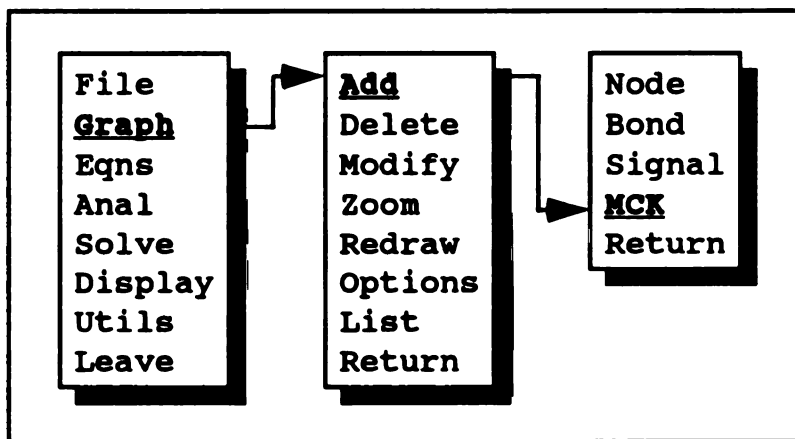 File
Graph
Eqns
Anal
Solve
Display
Utils
Leave
Add
Delete
Modify
Zoom
Redraw
Options
List
Return
Node
Bond
Signal
MCK
Return